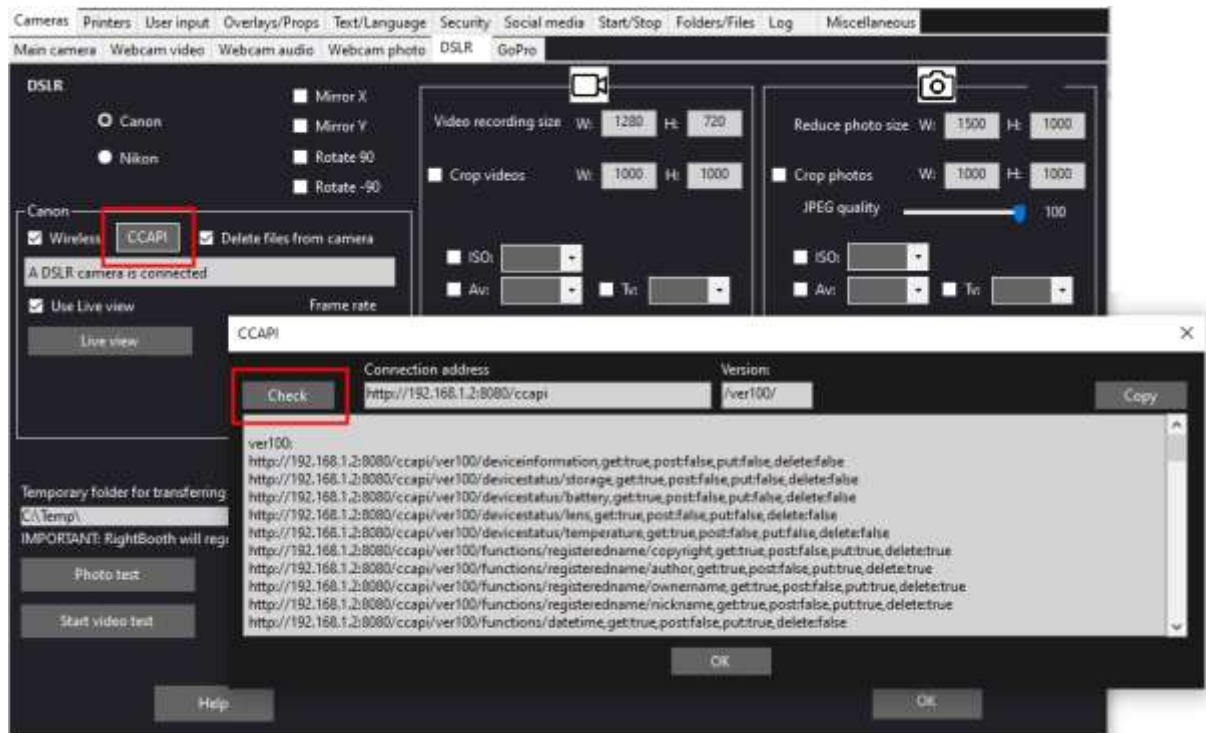 Cameras Printers User input Overlays/Props Text/Language Security Social media Start/Stop Folders/Files Log Miscellaneous
Main camera Webcam video Webcam audio Webcam photo DSLR GoPro
DSLR
Canon
Nikon
Mirror X
Mirror Y
Rotate 90
Rotate -90
Video recording size W: 1280 H: 720
Crop videos W: 1000 H: 1000
ISO:
Av: Tv:
Reduce photo size W: 1500 H: 1000
Crop photos W: 1000 H: 1000
JPEG quality 100
ISO:
Av: Tv:
Canon
Wireless CCAPI Delete files from camera
A DSLR camera is connected
Use Live view Frame rate
Live view
Temporary folder for transferring
C:\Temp\
IMPORTANT: RightBooth will
Photo test
Start video test
Help OK
CCAPI
Connection address Version:
Check http://192.168.1.2:8080/ccapi /ver100/ Copy
ver100:
http://192.168.1.2:8080/ccapi/ver100/deviceinformation,get:true,post:false,put:false,delete:false
http://192.168.1.2:8080/ccapi/ver100/devicestatus/storage,get:true,post:false,put:false,delete:false
http://192.168.1.2:8080/ccapi/ver100/devicestatus/battery,get:true,post:false,put:false,delete:false
http://192.168.1.2:8080/ccapi/ver100/devicestatus/lens,get:true,post:false,put:false,delete:false
http://192.168.1.2:8080/ccapi/ver100/devicestatus/temperature,get:true,post:false,put:false,delete:false
http://192.168.1.2:8080/ccapi/ver100/functions/registeredname/copyright,get:true,post:false,put:true,delete:true
http://192.168.1.2:8080/ccapi/ver100/functions/registeredname/author,get:true,post:false,put:true,delete:true
http://192.168.1.2:8080/ccapi/ver100/functions/registeredname/ownername,get:true,post:false,put:true,delete:true
http://192.168.1.2:8080/ccapi/ver100/functions/registeredname/nickname,get:true,post:false,put:true,delete:true
http://192.168.1.2:8080/ccapi/ver100/functions/datetime,get:true,post:false,put:true,delete:false
OK